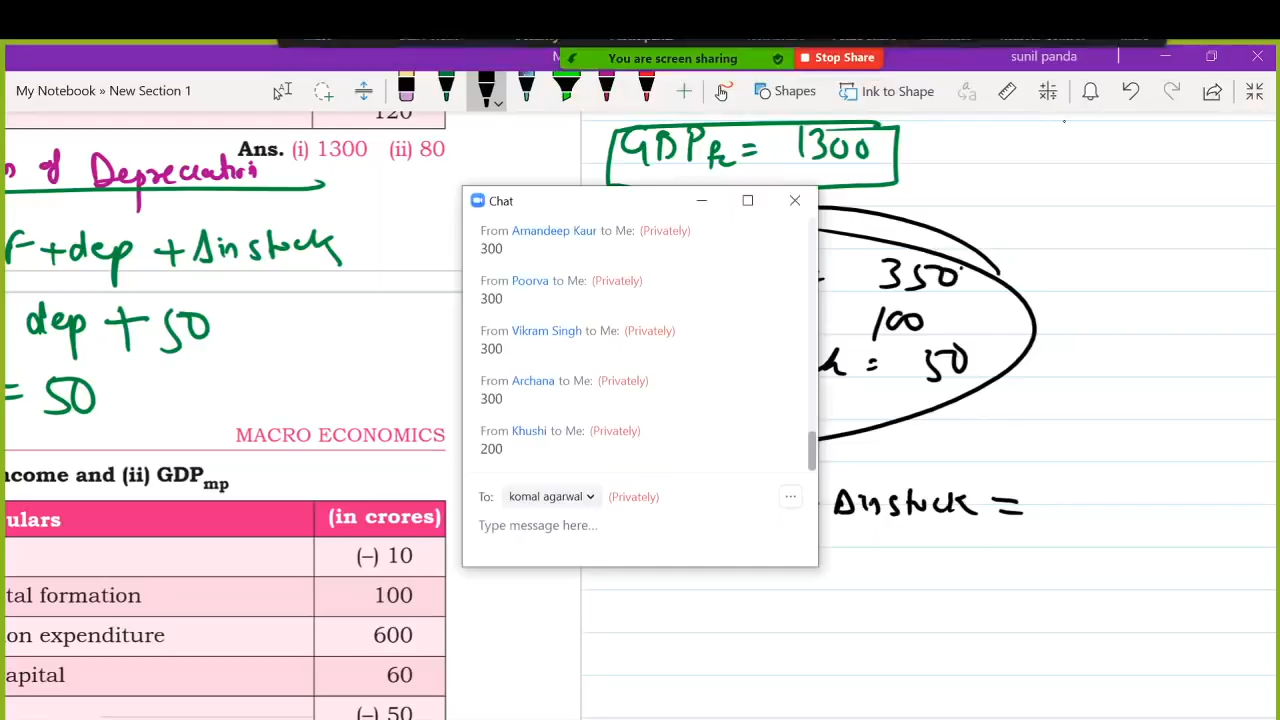 You are screen sharing
Stop Share
sunil panda
My Notebook » New Section 1
Shapes
Ink to Shape
120
Ans. (i) 1300 (ii) 80
of Depreciation
+dep + Δin stock
dep + 50
= 50
MACRO ECONOMICS
ncome and (ii) GDPmp
ulars (in crores)
(–) 10
tal formation 100
on expenditure 600
apital 60
(–) 50
Chat
From Amandeep Kaur to Me: (Privately)
300
From Poorva to Me: (Privately)
300
From Vikram Singh to Me: (Privately)
300
From Archana to Me: (Privately)
300
From Khushi to Me: (Privately)
200
To: komal agarwal (Privately)
Type message here...
GDPfc = 1300
350
100
= 50
Δin stock =